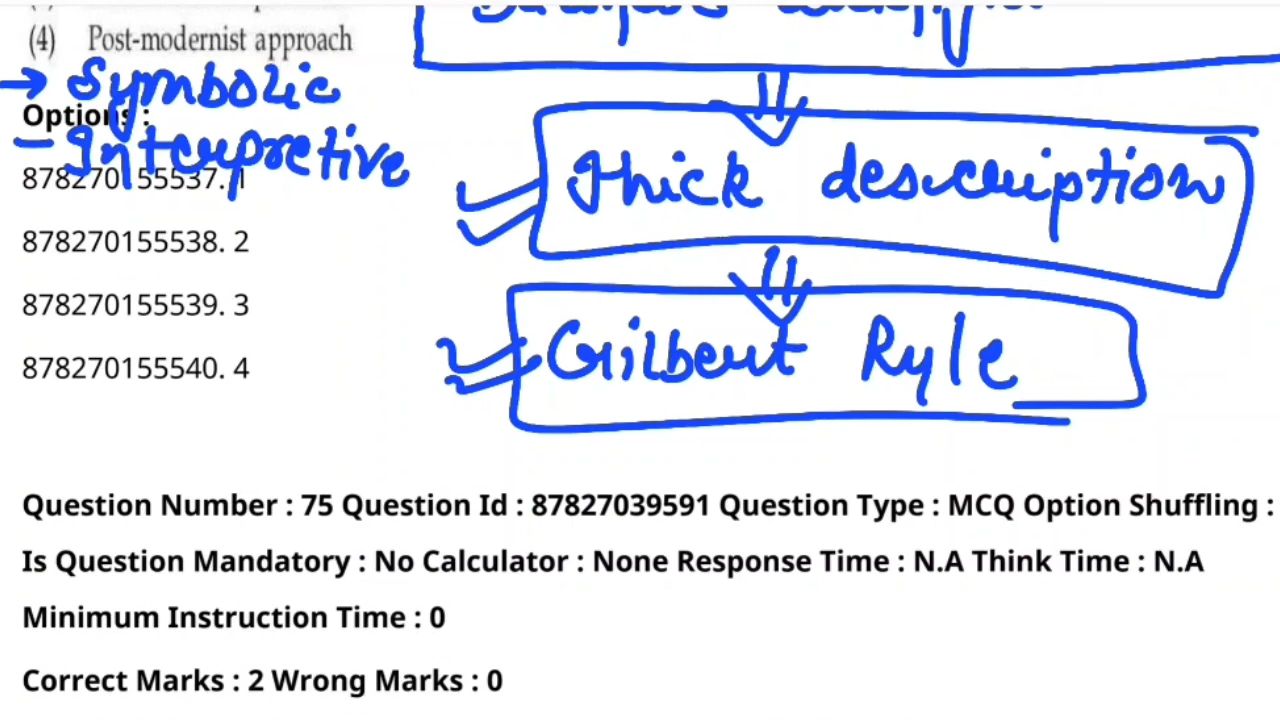 (4) Post-modernist approach
→ Symbolic
Options :
- Interpretive
878270155537. 1
Thick description
878270155538. 2
878270155539. 3
Gilbert Ryle
878270155540. 4
Question Number : 75 Question Id : 87827039591 Question Type : MCQ Option Shuffling :
Is Question Mandatory : No Calculator : None Response Time : N.A Think Time : N.A
Minimum Instruction Time : 0
Correct Marks : 2 Wrong Marks : 0